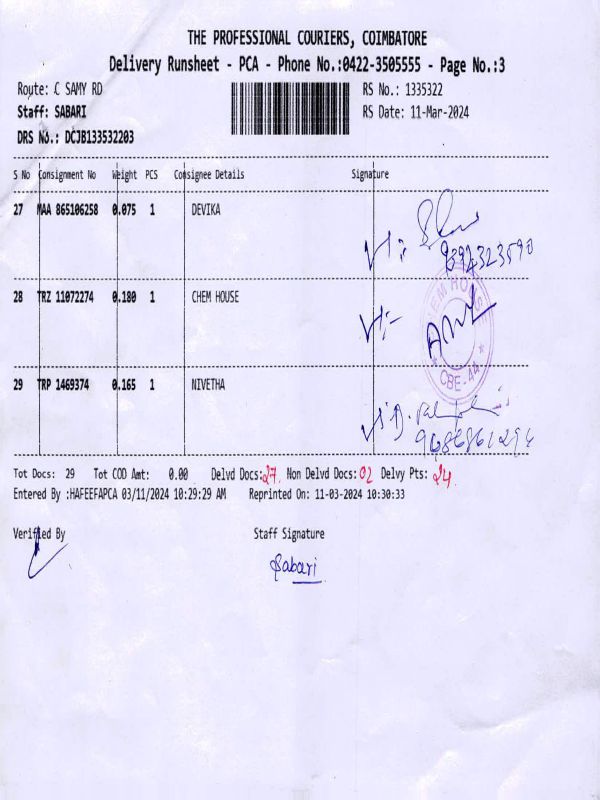 THE PROFESSIONAL COURIERS, COIMBATORE
Delivery Runsheet - PCA - Phone No.:0422-3505555 - Page No.:3
Route: C SAMY RD RS No.: 1335322
Staff: SABARI RS Date: 11-Mar-2024
DRS No.: DCJB133532203
S No Consignment No Weight PCS Consignee Details Signature
27 MAA 865106258 0.075 1 DEVIKA
28 TRZ 11072274 0.180 1 CHEM HOUSE
CHEM HOUSE
CBE-44
29 TRP 1469374 0.165 1 NIVETHA
Tot Docs: 29 Tot COD Amt: 0.00 Delvd Docs:27 Non Delvd Docs:02 Delvy Pts:24
Entered By :HAFEEFAPCA 03/11/2024 10:29:29 AM Reprinted On: 11-03-2024 10:30:33
Verified By Staff Signature
Sabari